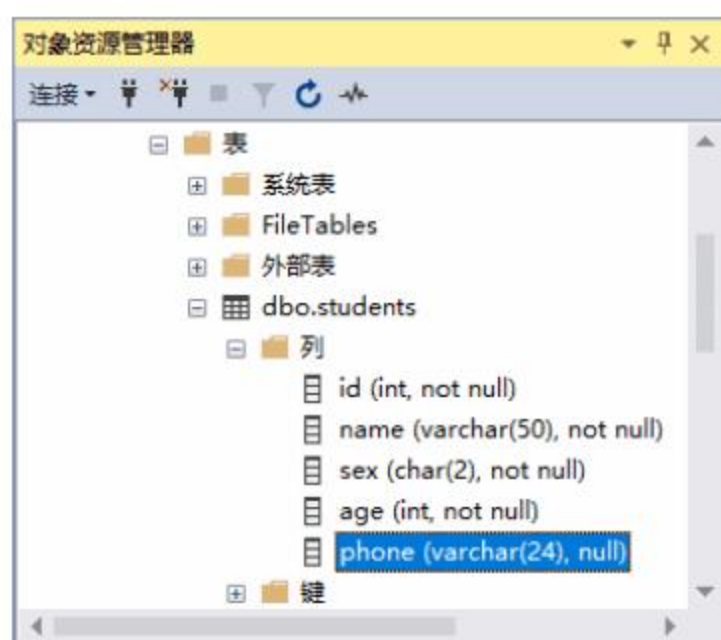 对象资源管理器
连接
表
系统表
FileTables
外部表
dbo.students
列
id (int, not null)
name (varchar(50), not null)
sex (char(2), not null)
age (int, not null)
phone (varchar(24), null)
键